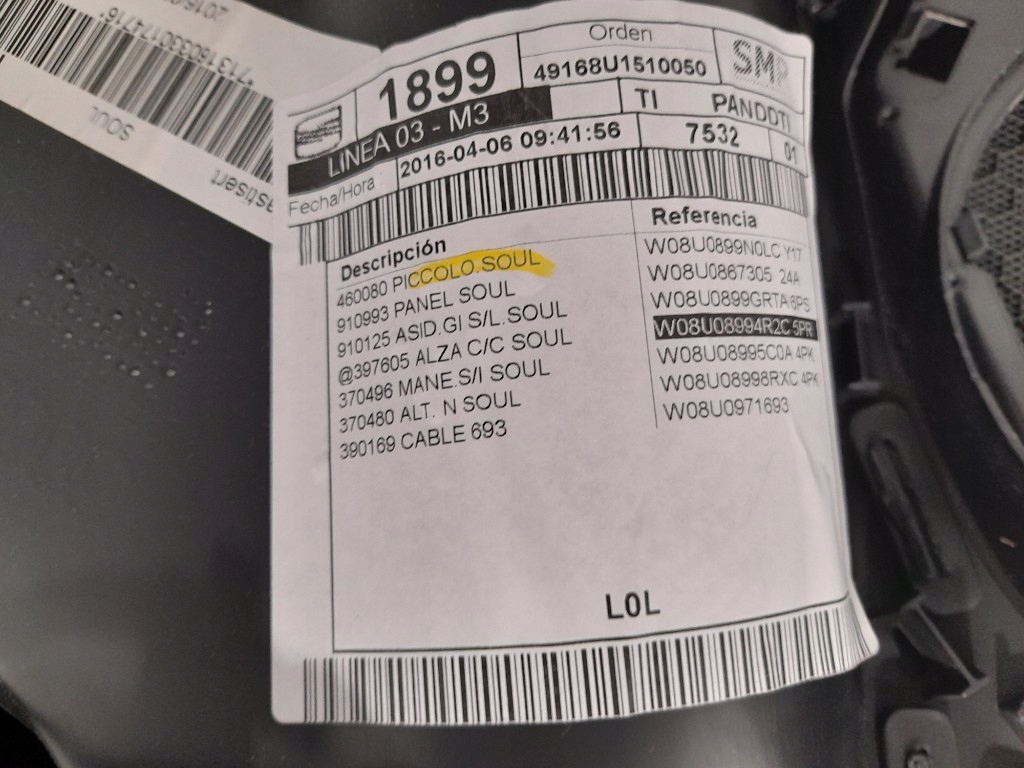 1899
Orden
49168U1510050
SMP
LINEA 03 - M3
TI PANDDTI
Fecha/Hora
2016-04-06 09:41:56
7532
01
Descripción Referencia
460080 PICCOLO.SOUL W08U0899N0LC Y17
910993 PANEL SOUL W08U0867305 24A
910125 ASID.GI S/L.SOUL W08U0899GRTA 6PS
@397605 ALZA C/C SOUL W08U08994R2C 5PR
370496 MANE.S/I SOUL W08U08995C0A 4PK
370480 ALT. N SOUL W08U08998RXC 4PK
390169 CABLE 693 W08U0971693
L0L
SOUL